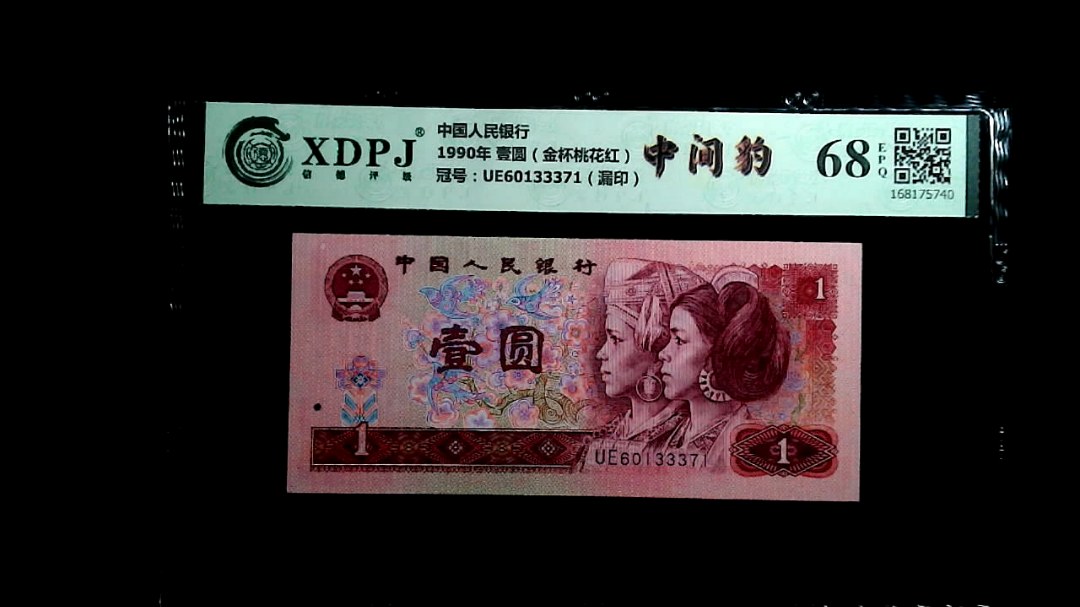 XDPJ®
信德评级
中国人民银行
1990年 壹圆（金杯桃花红）
冠号：UE60133371（漏印）
中间豹
68
EPQ
168175740
中国人民银行
1
壹圆
1
UE60133371
1